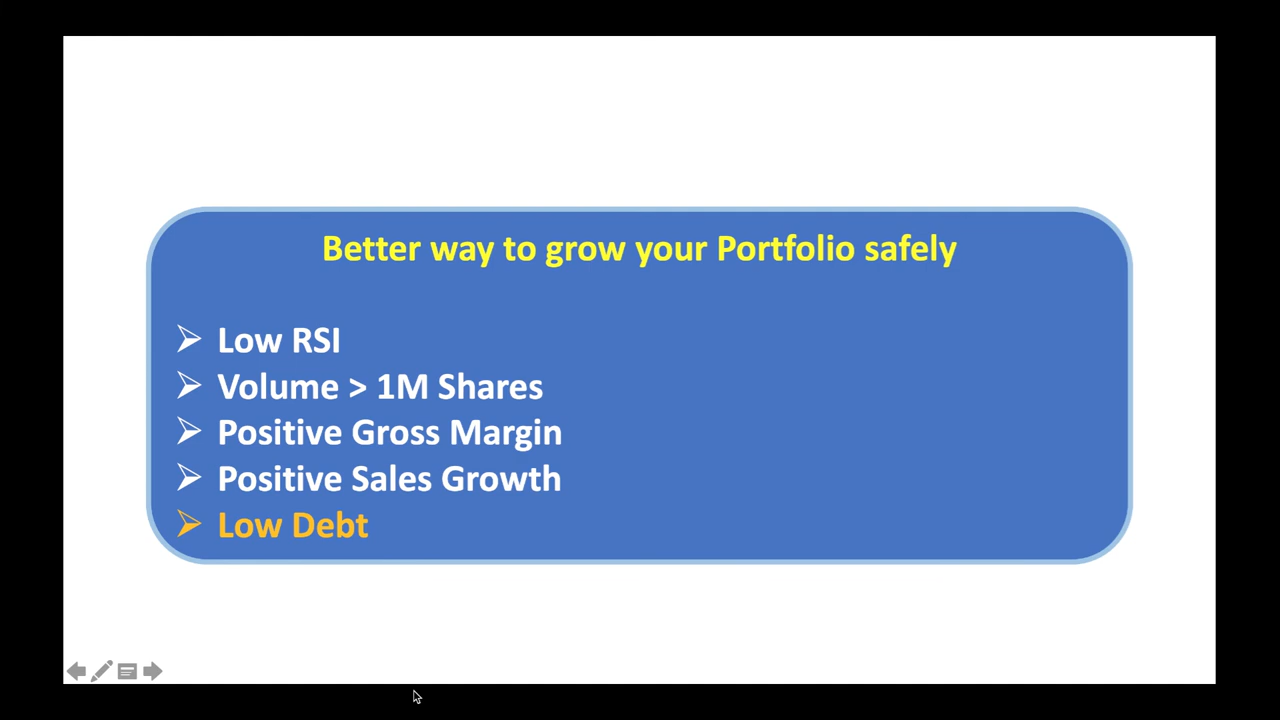 Better way to grow your Portfolio safely
Low RSI
Volume > 1M Shares
Positive Gross Margin
Positive Sales Growth
Low Debt